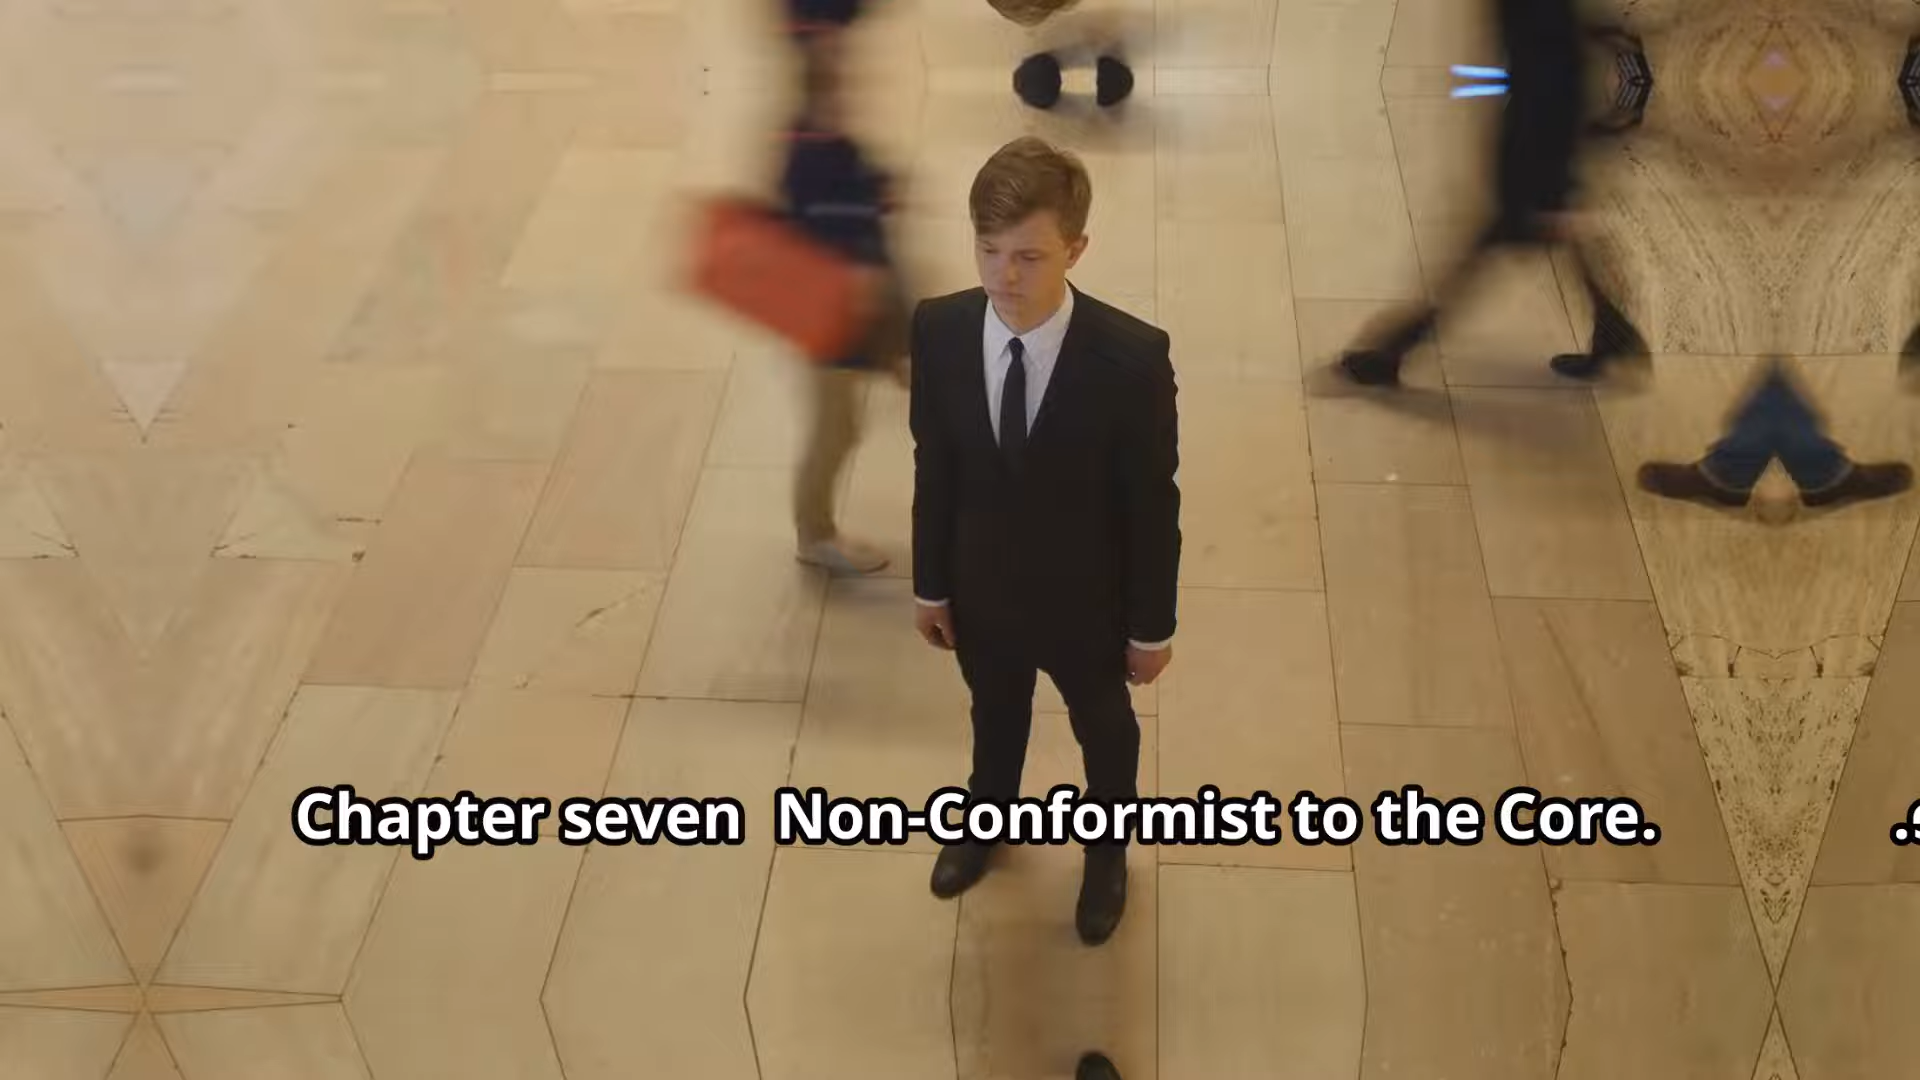 Chapter seven  Non-Conformist to the Core.